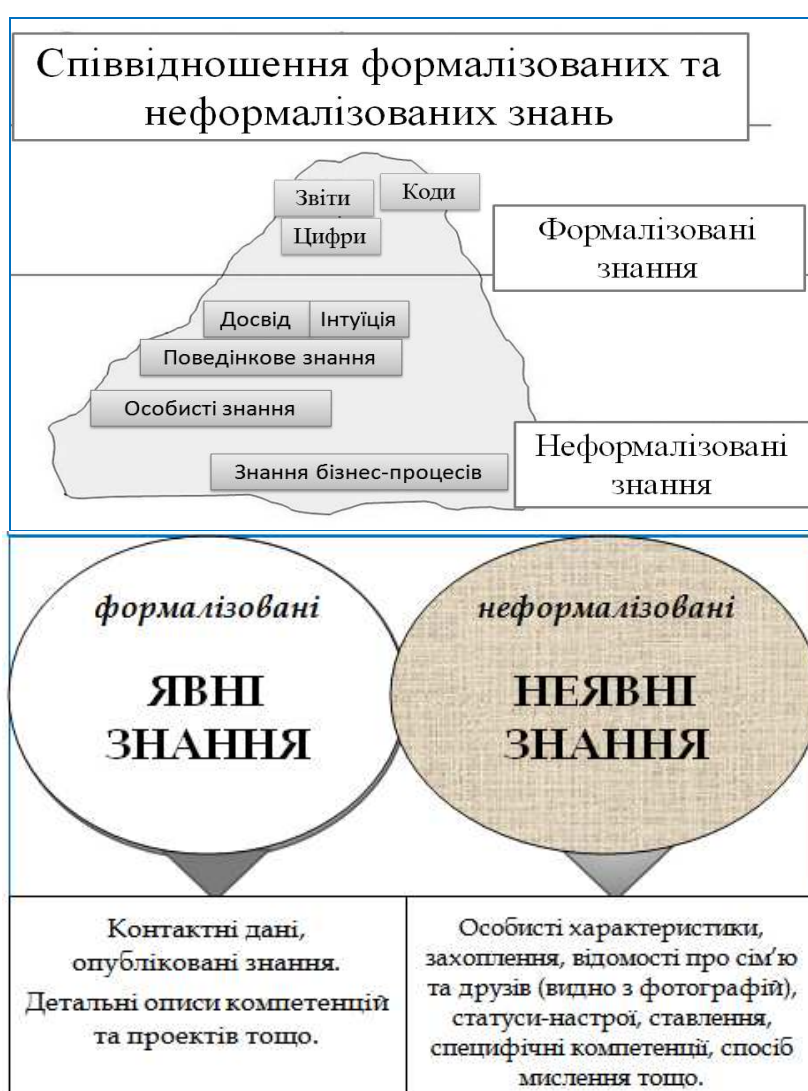 Співвідношення формалізованих та
неформалізованих знань
Звіти
Коди
Цифри
Формалізовані
знання
Досвід
Інтуїція
Поведінкове знання
Особисті знання
Неформалізовані
знання
Знання бізнес-процесів
формалізовані
ЯВНІ
ЗНАННЯ
неформалізовані
НЕЯВНІ
ЗНАННЯ
Контактні дані,
опубліковані знання.
Детальні описи компетенцій
та проектів тощо.
Особисті характеристики,
захоплення, відомості про сім’ю
та друзів (видно з фотографій),
статуси-настрої, ставлення,
специфічні компетенції, спосіб
мислення тощо.